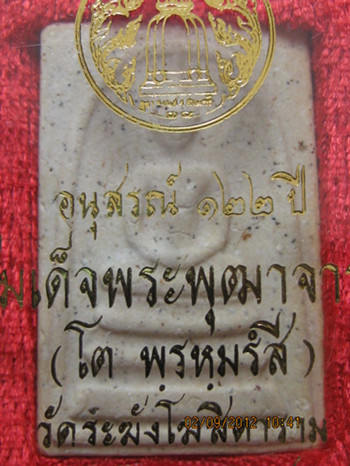 อนุสรณ์ ๑๒๒ ปี
มเด็จพระพุฒาจาร
(โต พฺรหฺมรํสี)
วัดระฆังโฆสิตาราม
02/09/2012 10:41